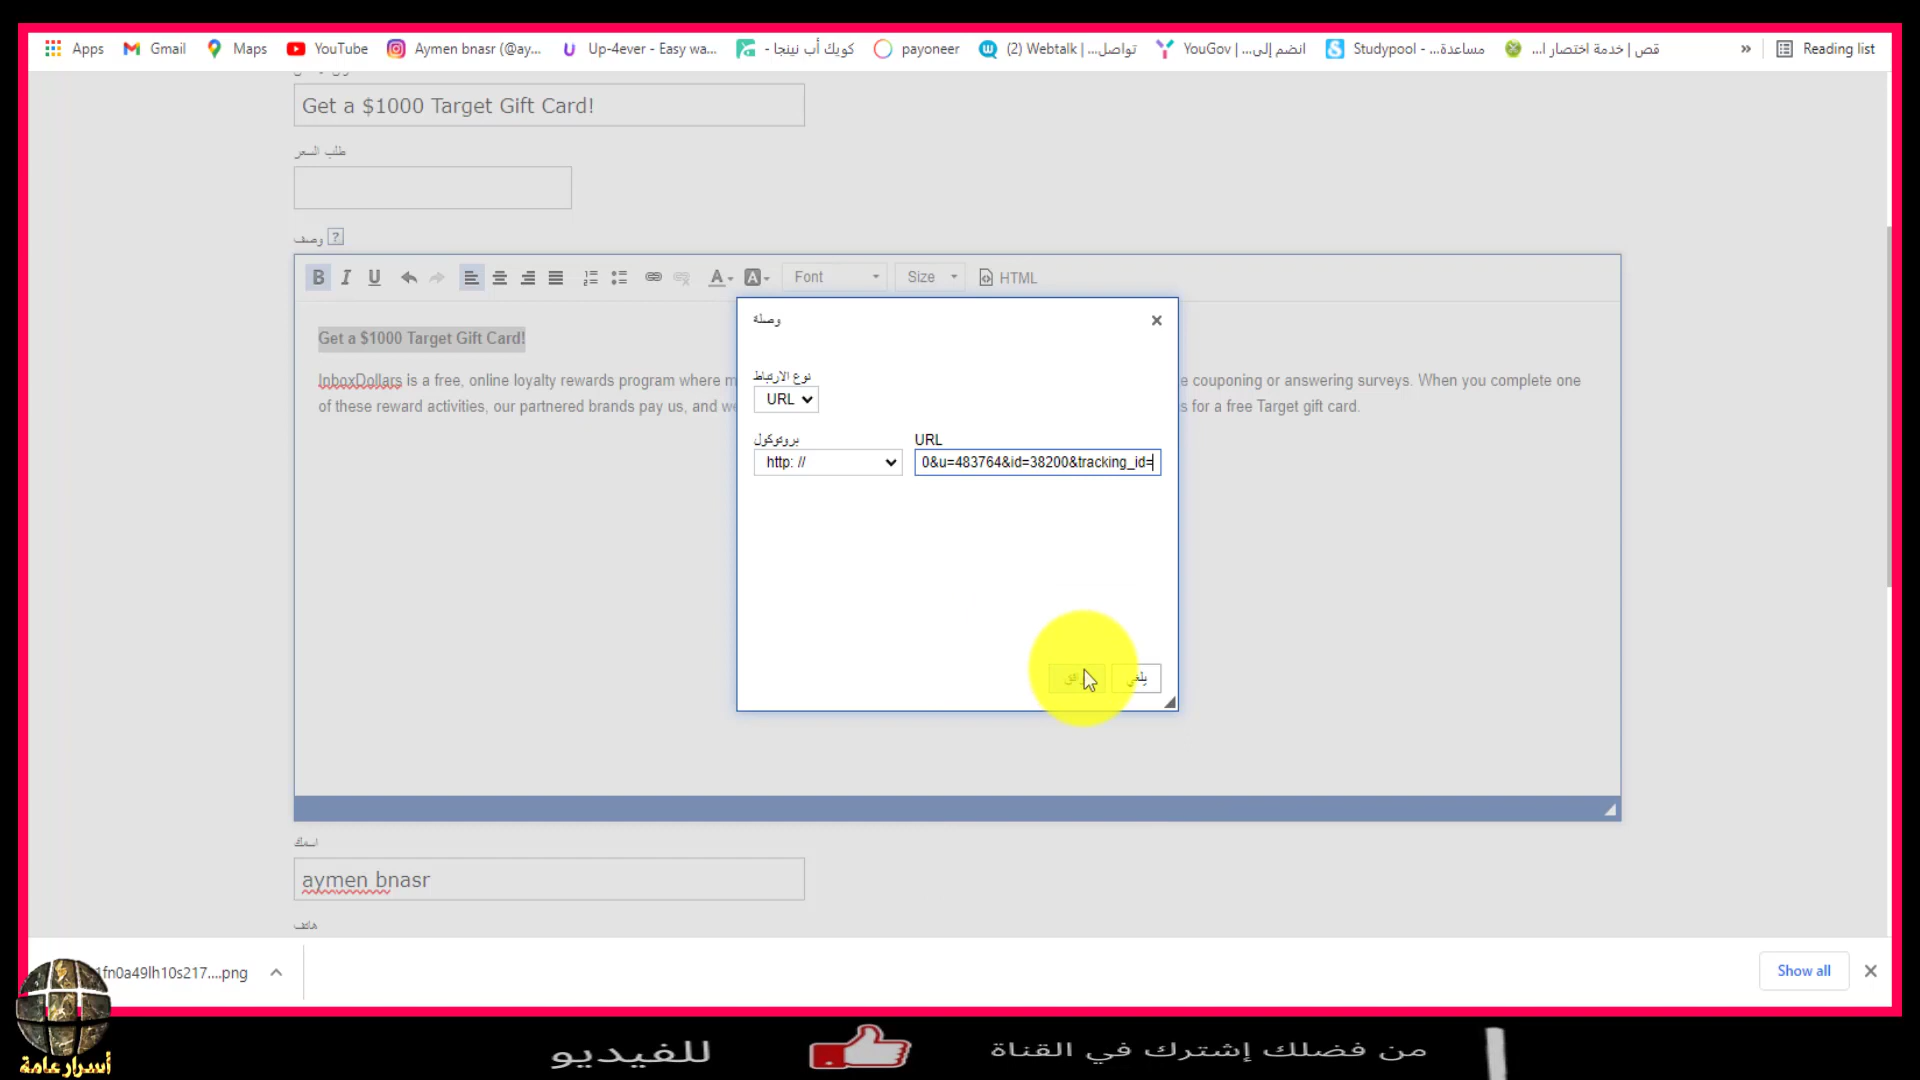 Apps Gmail Maps YouTube Aymen bnasr (@ay... Up-4ever - Easy wa... كويك أب نينجا - payoneer (2) Webtalk | تواصل... YouGov | انضم إلى... Studypool - مساعدة... قص | خدمة اختصار ا... » Reading list
Get a $1000 Target Gift Card!
طلب السعر
وصف ?
B I U A A Font Size HTML
Get a $1000 Target Gift Card!
InboxDollars is a free, online loyalty rewards program where m
e couponing or answering surveys. When you complete one
of these reward activities, our partnered brands pay us, and we
s for a free Target gift card.
وصلة
نوع الارتباط
URL
بروتوكول URL
http: // 0&u=483764&id=38200&tracking_id=
يلغي
اسمك
aymen bnasr
هاتف
1fn0a49lh10s217....png Show all
أسرار عامة
للفيديو
من فضلك إشترك في القناة